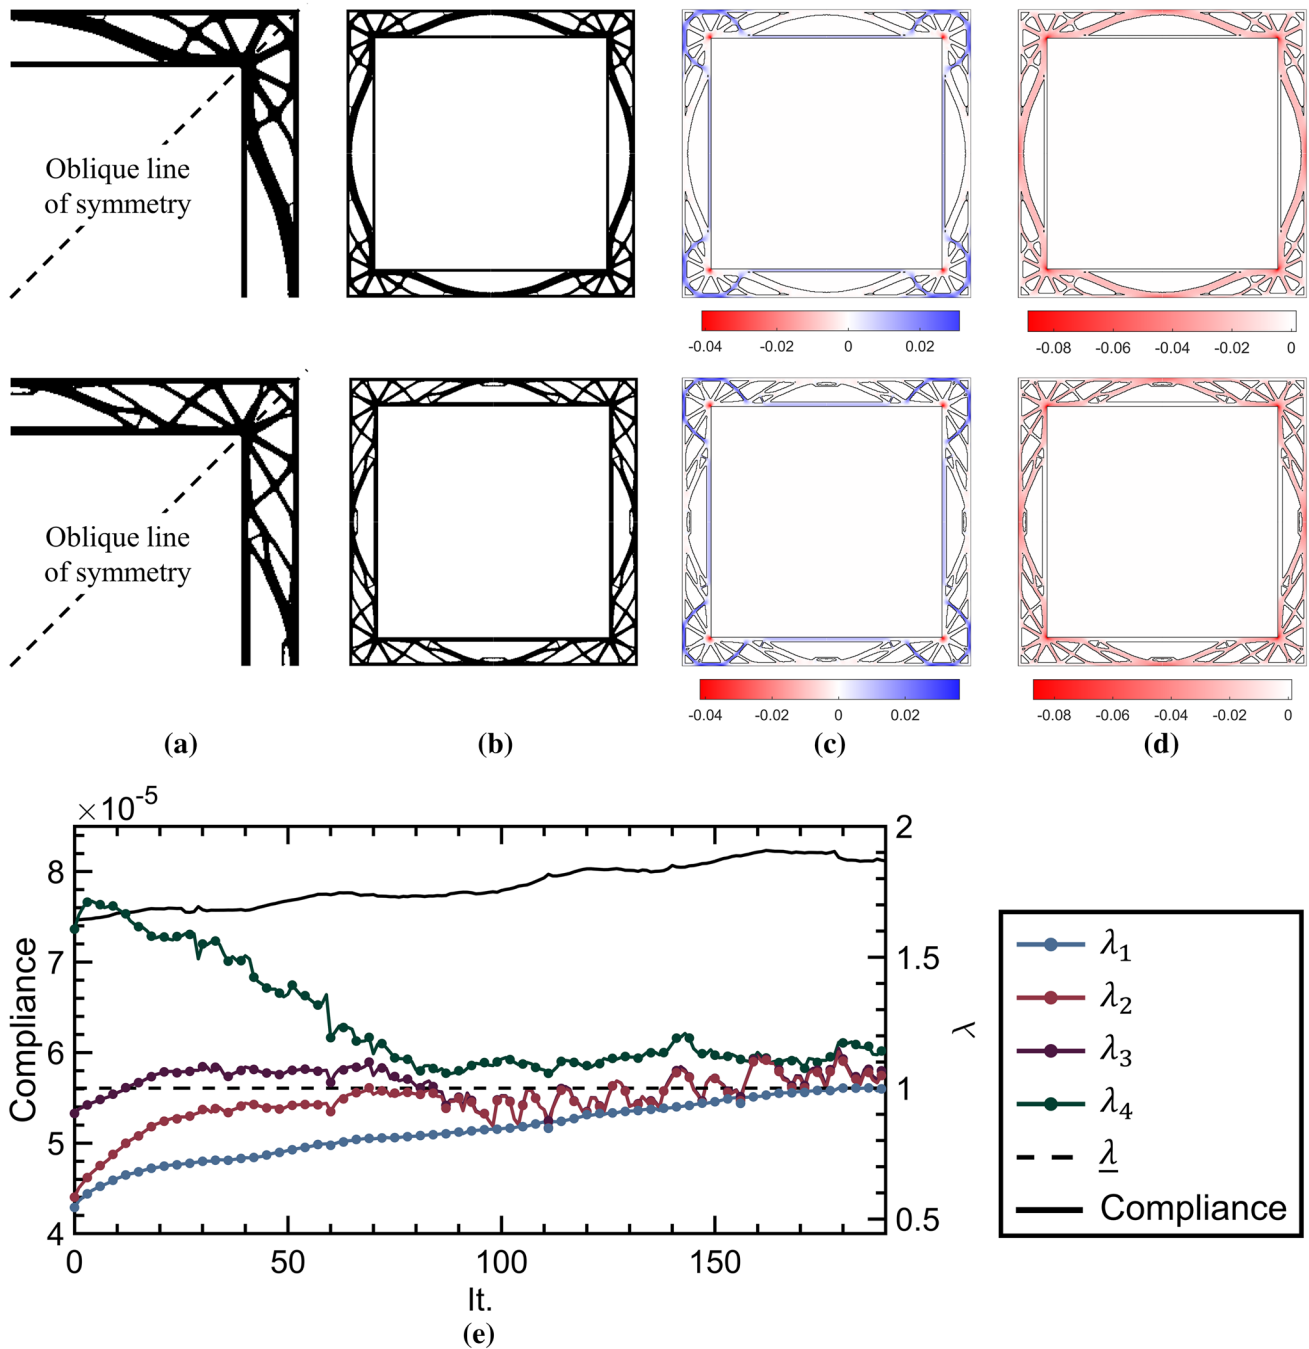 Oblique line
of symmetry
-0.04 -0.02 0 0.02
-0.08 -0.06 -0.04 -0.02 0
Oblique line
of symmetry
-0.04 -0.02 0 0.02
-0.08 -0.06 -0.04 -0.02 0
(a) (b) (c) (d)
×10⁻⁵
8
7
6
5
4
Compliance
0 50 100 150
It.
2
1.5
1
0.5
λ
λ₁
λ₂
λ₃
λ₄
λ̲
Compliance
(e)